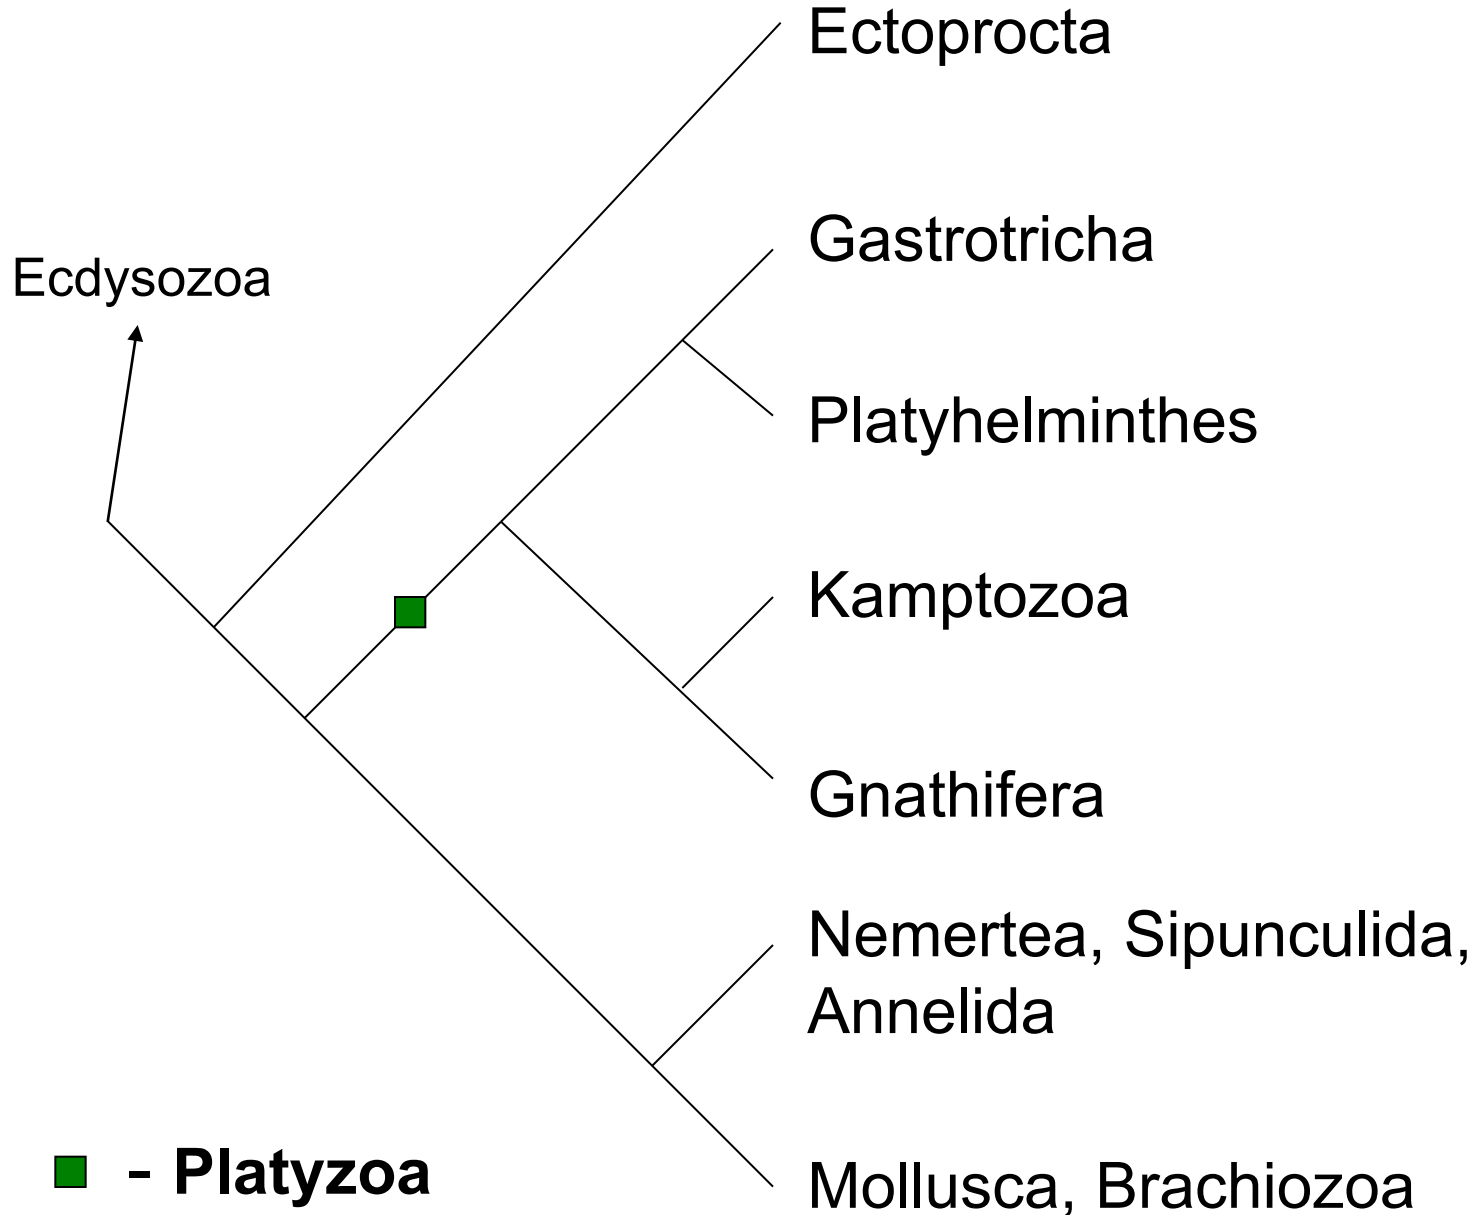 Ectoprocta
Gastrotricha
Ecdysozoa
Platyhelminthes
Kamptozoa
Gnathifera
Nemertea, Sipunculida,
Annelida
- Platyzoa
Mollusca, Brachiozoa